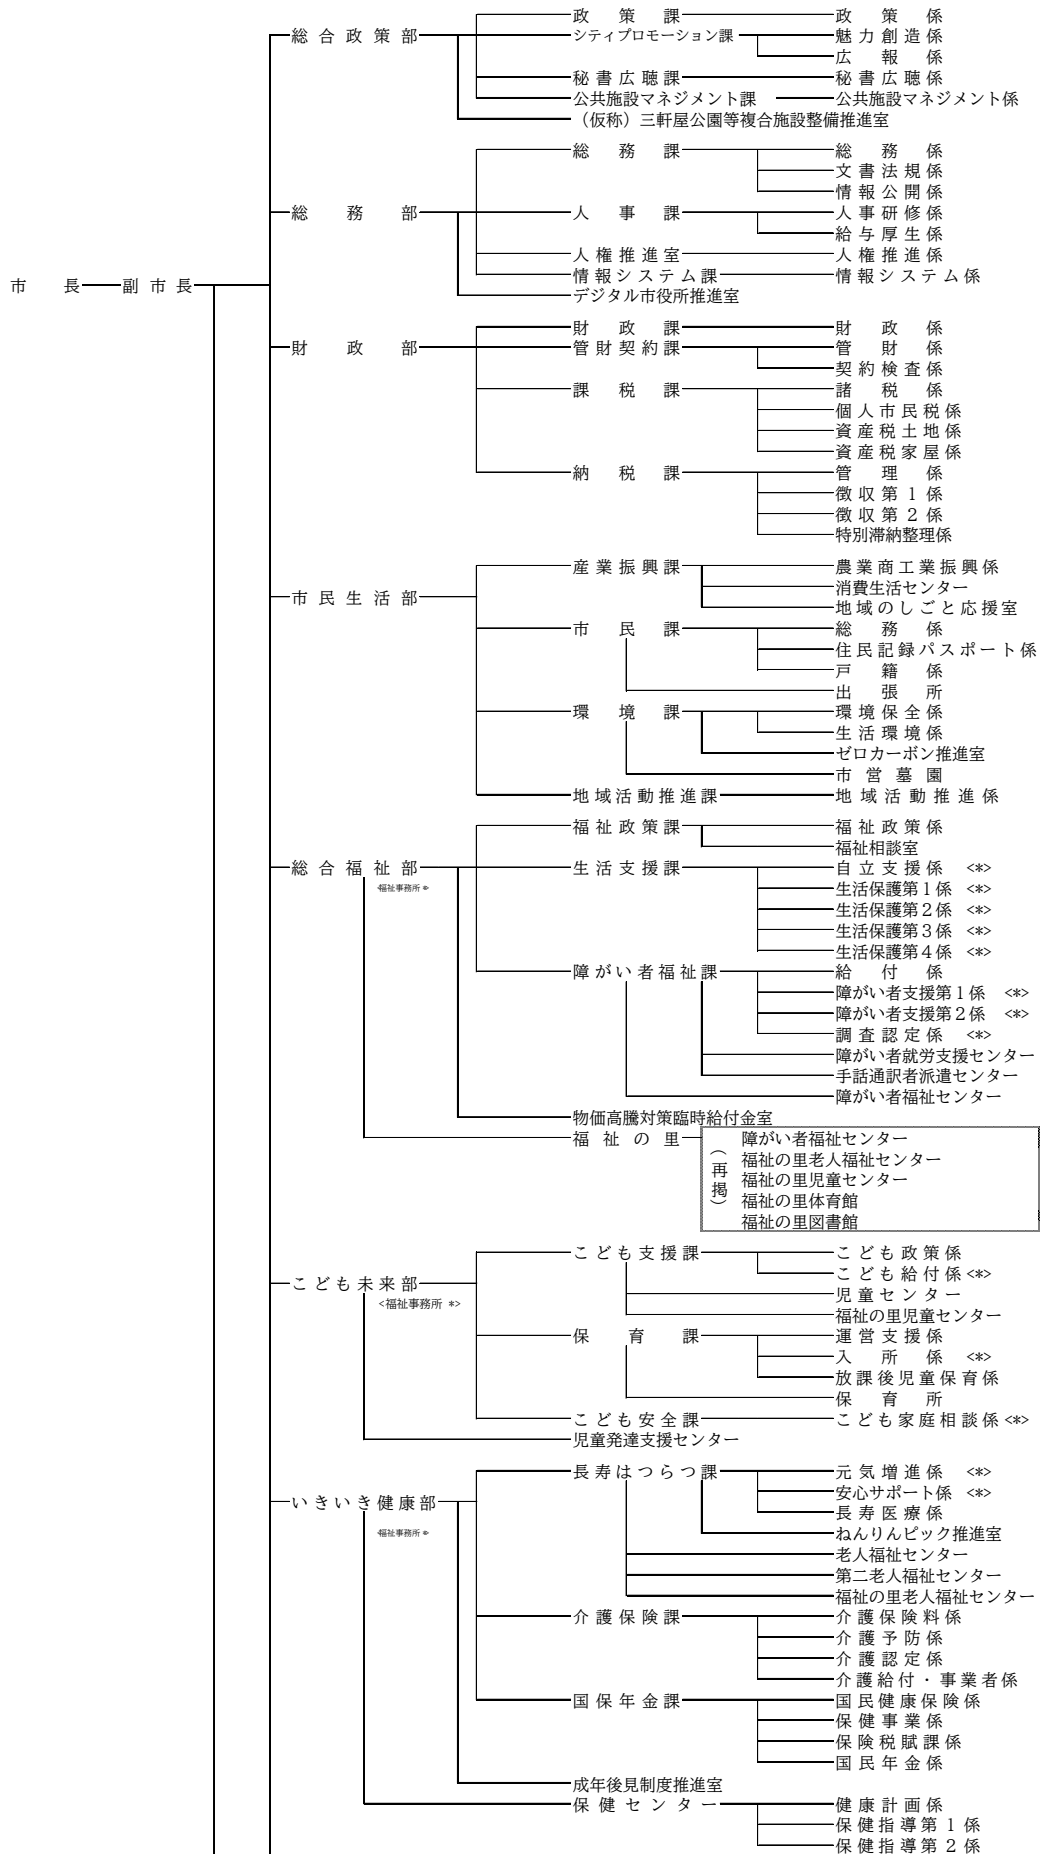 政策課 政策係
総合政策部 シティプロモーション課 魅力創造係
広報係
秘書広聴課 秘書広聴係
公共施設マネジメント課 公共施設マネジメント係
（仮称）三軒屋公園等複合施設整備推進室
総務課 総務係
文書法規係
情報公開係
総務部 人事課 人事研修係
給与厚生係
人権推進室 人権推進係
情報システム課 情報システム係
市長 副市長
デジタル市役所推進室
財政課 財政係
財政部 管財契約課 管財係
契約検査係
課税課 諸税係
個人市民税係
資産税土地係
資産税家屋係
納税課 管理係
徴収第１係
徴収第２係
特別滞納整理係
産業振興課 農業商工業振興係
消費生活センター
市民生活部
地域のしごと応援室
市民課 総務係
住民記録パスポート係
戸籍係
出張所
環境課 環境保全係
生活環境係
ゼロカーボン推進室
市営墓園
地域活動推進課 地域活動推進係
福祉政策課 福祉政策係
福祉相談室
総合福祉部 生活支援課 自立支援係 <*>
<福祉事務所 *> 生活保護第１係 <*>
生活保護第２係 <*>
生活保護第３係 <*>
生活保護第４係 <*>
障がい者福祉課 給付係
障がい者支援第１係 <*>
障がい者支援第２係 <*>
調査認定係 <*>
障がい者就労支援センター
手話通訳者派遣センター
障がい者福祉センター
物価高騰対策臨時給付金室
福祉の里 （再掲） 障がい者福祉センター
福祉の里老人福祉センター
福祉の里児童センター
福祉の里体育館
福祉の里図書館
こども支援課 こども政策係
こども給付係<*>
こども未来部
児童センター
<福祉事務所 *>
福祉の里児童センター
保育課 運営支援係
入所係 <*>
放課後児童保育係
保育所
こども安全課 こども家庭相談係<*>
児童発達支援センター
長寿はつらつ課 元気増進係 <*>
安心サポート係 <*>
いきいき健康部
長寿医療係
<福祉事務所 *> ねんりんピック推進室
老人福祉センター
第二老人福祉センター
福祉の里老人福祉センター
介護保険課 介護保険料係
介護予防係
介護認定係
介護給付・事業者係
国保年金課 国民健康保険係
保健事業係
保険税賦課係
国民年金係
成年後見制度推進室
保健センター 健康計画係
保健指導第１係
保健指導第２係